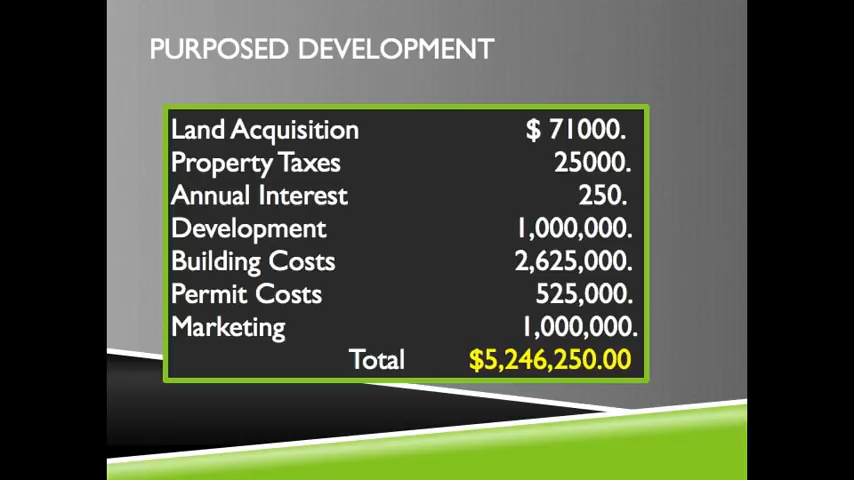 PURPOSED DEVELOPMENT
Land Acquisition $ 71000.
Property Taxes 25000.
Annual Interest 250.
Development 1,000,000.
Building Costs 2,625,000.
Permit Costs 525,000.
Marketing 1,000,000.
Total $5,246,250.00